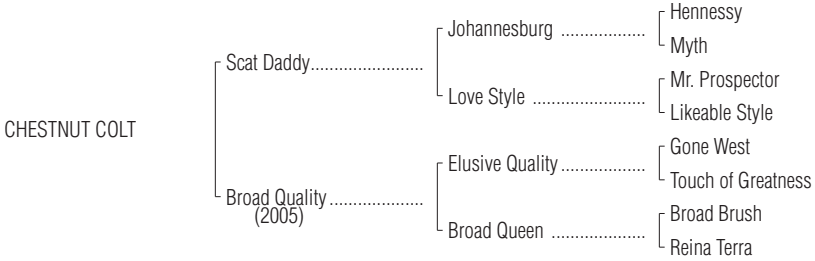 Hennessy
Johannesburg ......................
Myth
Scat Daddy.......................
Mr. Prospector
Love Style ........................
Likeable Style
CHESTNUT COLT
Gone West
Elusive Quality ..................
Touch of Greatness
Broad Quality ...................
(2005)
Broad Brush
Broad Queen ...................
Reina Terra